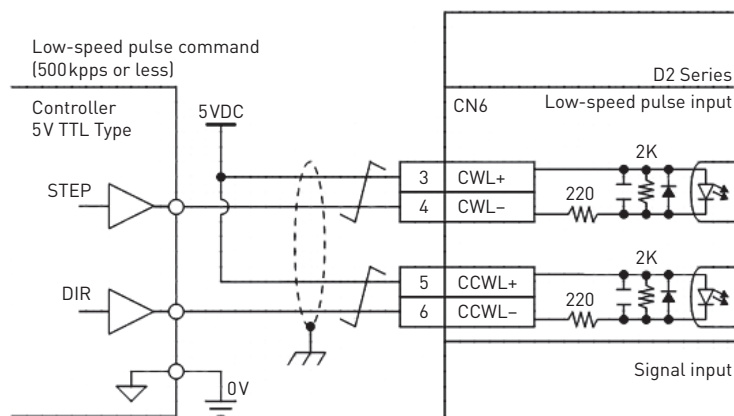 Low-speed pulse command
(500kpps or less)
D2 Series
Controller
5V TTL Type
5VDC
CN6
Low-speed pulse input
2K
STEP
3
CWL+
4
CWL−
220
2K
5
CCWL+
DIR
6
CCWL−
220
0V
Signal input